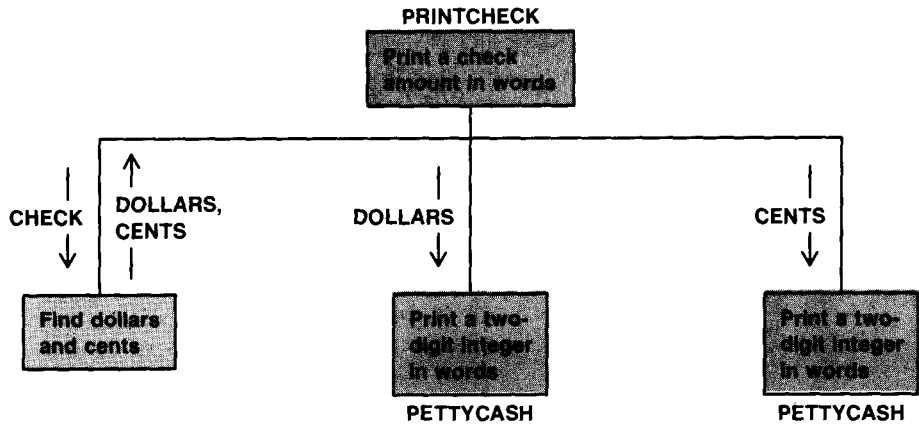 PRINTCHECK
Print a check
amount in words
CHECK
DOLLARS,
CENTS
DOLLARS
CENTS
Find dollars
and cents
Print a two-
digit integer
in words
PETTYCASH
Print a two-
digit integer
in words
PETTYCASH